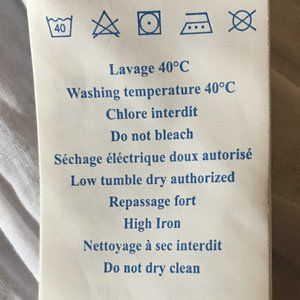 40
Lavage 40°C
Washing temperature 40°C
Chlore interdit
Do not bleach
Séchage éléctrique doux autorisé
Low tumble dry authorized
Repassage fort
High Iron
Nettoyage à sec interdit
Do not dry clean